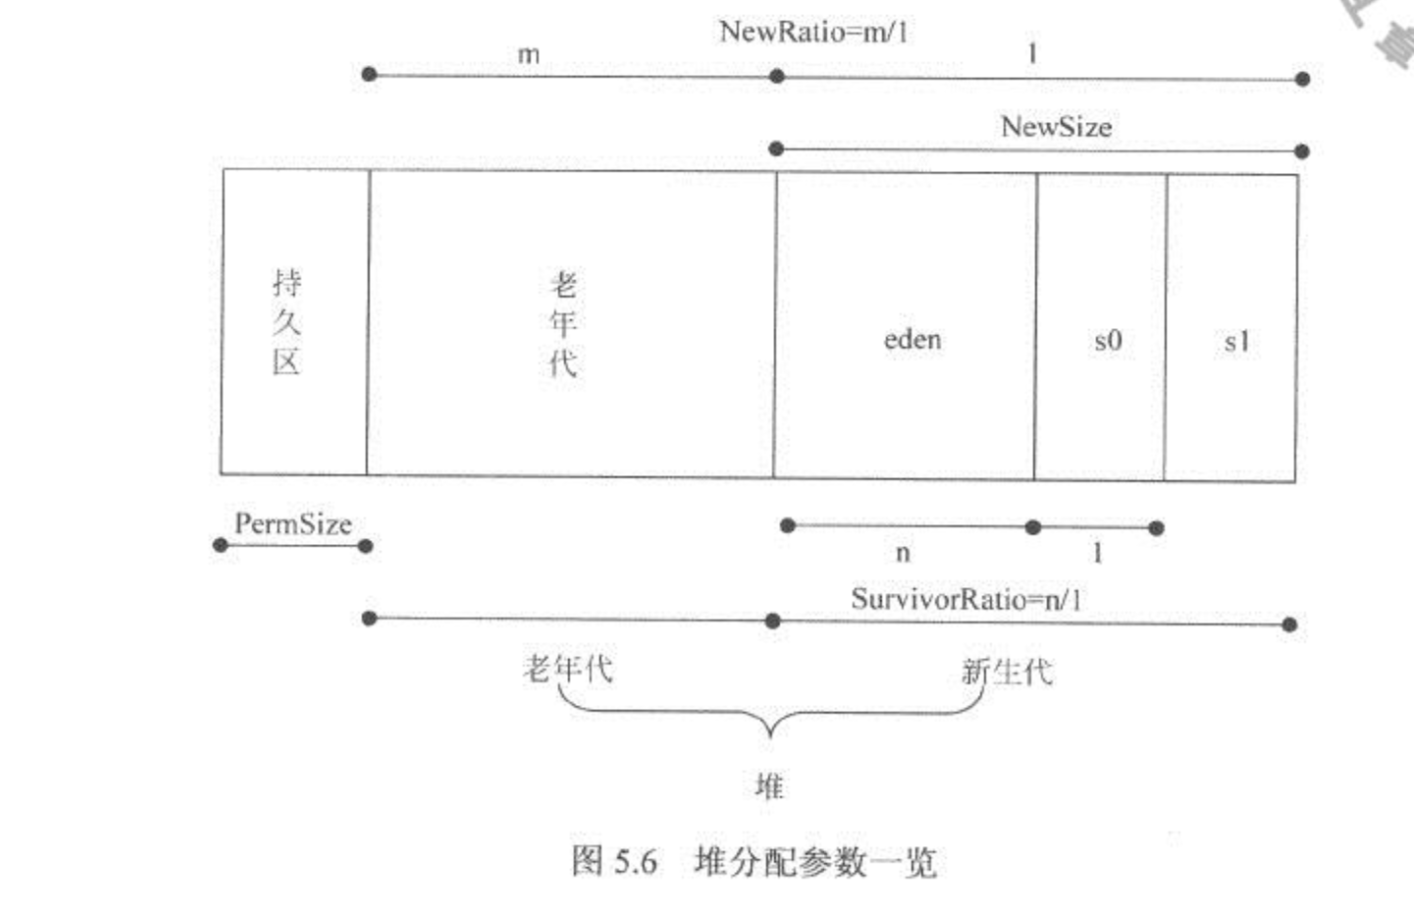 NewRatio=m/1
m
1
NewSize
持久区
老年代
eden
s0
s1
PermSize
n
1
SurvivorRatio=n/1
老年代
新生代
堆
图 5.6 堆分配参数一览